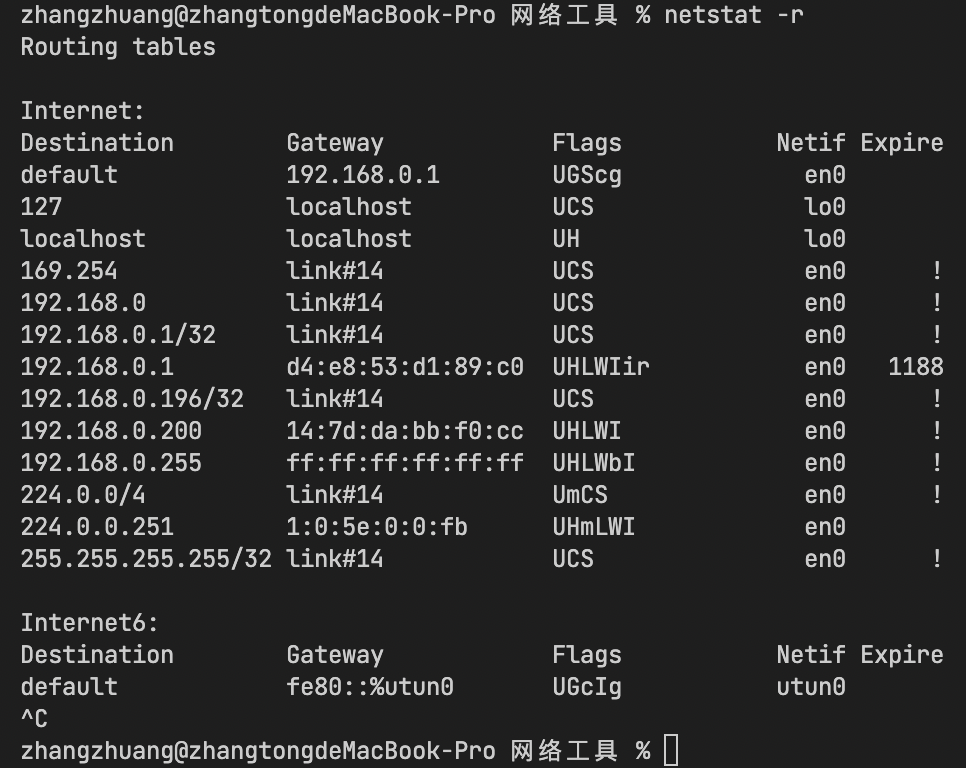 zhangzhuang@zhangtongdeMacBook-Pro 网络工具 % netstat -r
Routing tables
Internet:
Destination Gateway Flags Netif Expire
default 192.168.0.1 UGScg en0
127 localhost UCS lo0
localhost localhost UH lo0
169.254 link#14 UCS en0 !
192.168.0 link#14 UCS en0 !
192.168.0.1/32 link#14 UCS en0 !
192.168.0.1 d4:e8:53:d1:89:c0 UHLWIir en0 1188
192.168.0.196/32 link#14 UCS en0 !
192.168.0.200 14:7d:da:bb:f0:cc UHLWI en0 !
192.168.0.255 ff:ff:ff:ff:ff:ff UHLWbI en0 !
224.0.0/4 link#14 UmCS en0 !
224.0.0.251 1:0:5e:0:0:fb UHmLWI en0
255.255.255.255/32 link#14 UCS en0 !
Internet6:
Destination Gateway Flags Netif Expire
default fe80::%utun0 UGcIg utun0
^C
zhangzhuang@zhangtongdeMacBook-Pro 网络工具 %